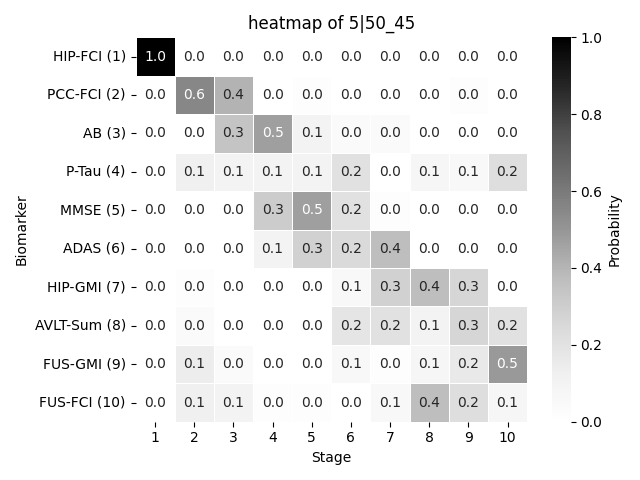 heatmap of 5|50_45
HIP-FCI (1) 1.0 0.0 0.0 0.0 0.0 0.0 0.0 0.0 0.0 0.0
PCC-FCI (2) 0.0 0.6 0.4 0.0 0.0 0.0 0.0 0.0 0.0 0.0
AB (3) 0.0 0.0 0.3 0.5 0.1 0.0 0.0 0.0 0.0 0.0
P-Tau (4) 0.0 0.1 0.1 0.1 0.1 0.2 0.0 0.1 0.1 0.2
MMSE (5) 0.0 0.0 0.0 0.3 0.5 0.2 0.0 0.0 0.0 0.0
ADAS (6) 0.0 0.0 0.0 0.1 0.3 0.2 0.4 0.0 0.0 0.0
HIP-GMI (7) 0.0 0.0 0.0 0.0 0.0 0.1 0.3 0.4 0.3 0.0
AVLT-Sum (8) 0.0 0.0 0.0 0.0 0.0 0.2 0.2 0.1 0.3 0.2
FUS-GMI (9) 0.0 0.1 0.0 0.0 0.0 0.1 0.0 0.1 0.2 0.5
FUS-FCI (10) 0.0 0.1 0.1 0.0 0.0 0.0 0.1 0.4 0.2 0.1
1 2 3 4 5 6 7 8 9 10
Stage
Biomarker
1.0
0.8
0.6
0.4
0.2
0.0
Probability